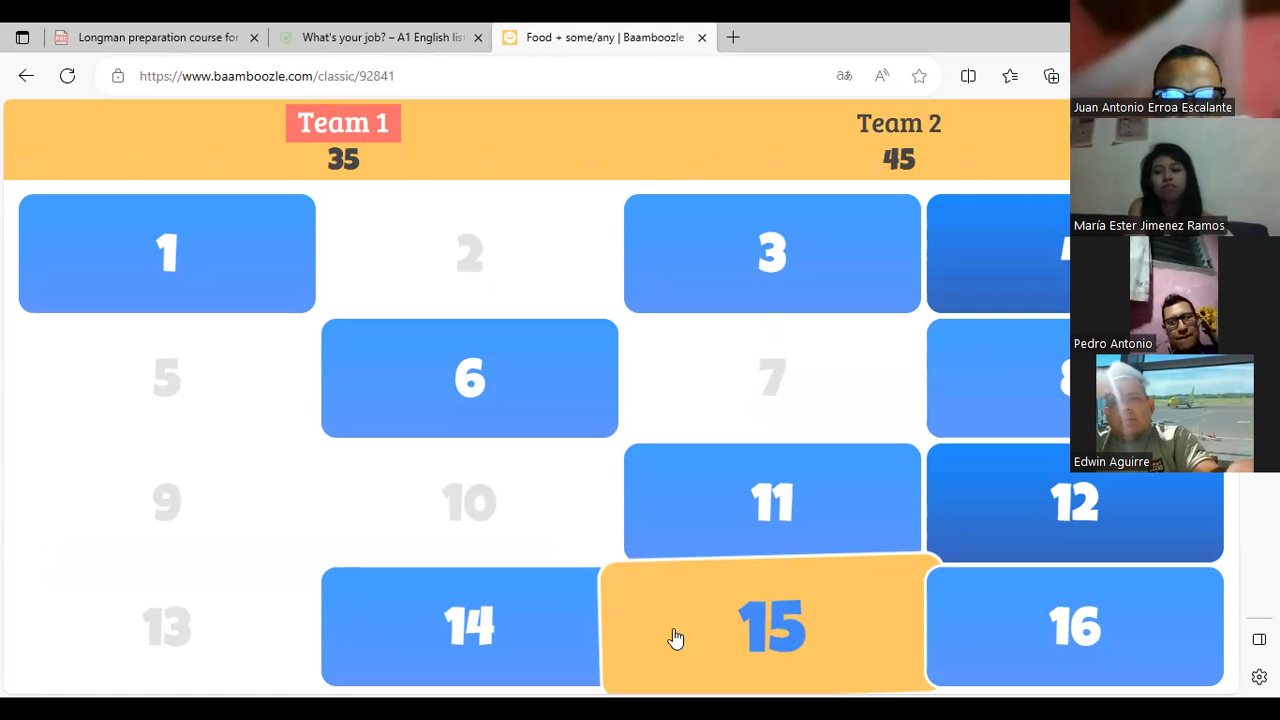 Longman preparation course for
What's your job? – A1 English list
Food + some/any | Baamboozle
https://www.baamboozle.com/classic/92841
Team 1
35
Team 2
45
1
2
3
5
6
7
9
10
11
12
13
14
15
16
Juan Antonio Erroa Escalante
María Ester Jimenez Ramos
Pedro Antonio
Edwin Aguirre